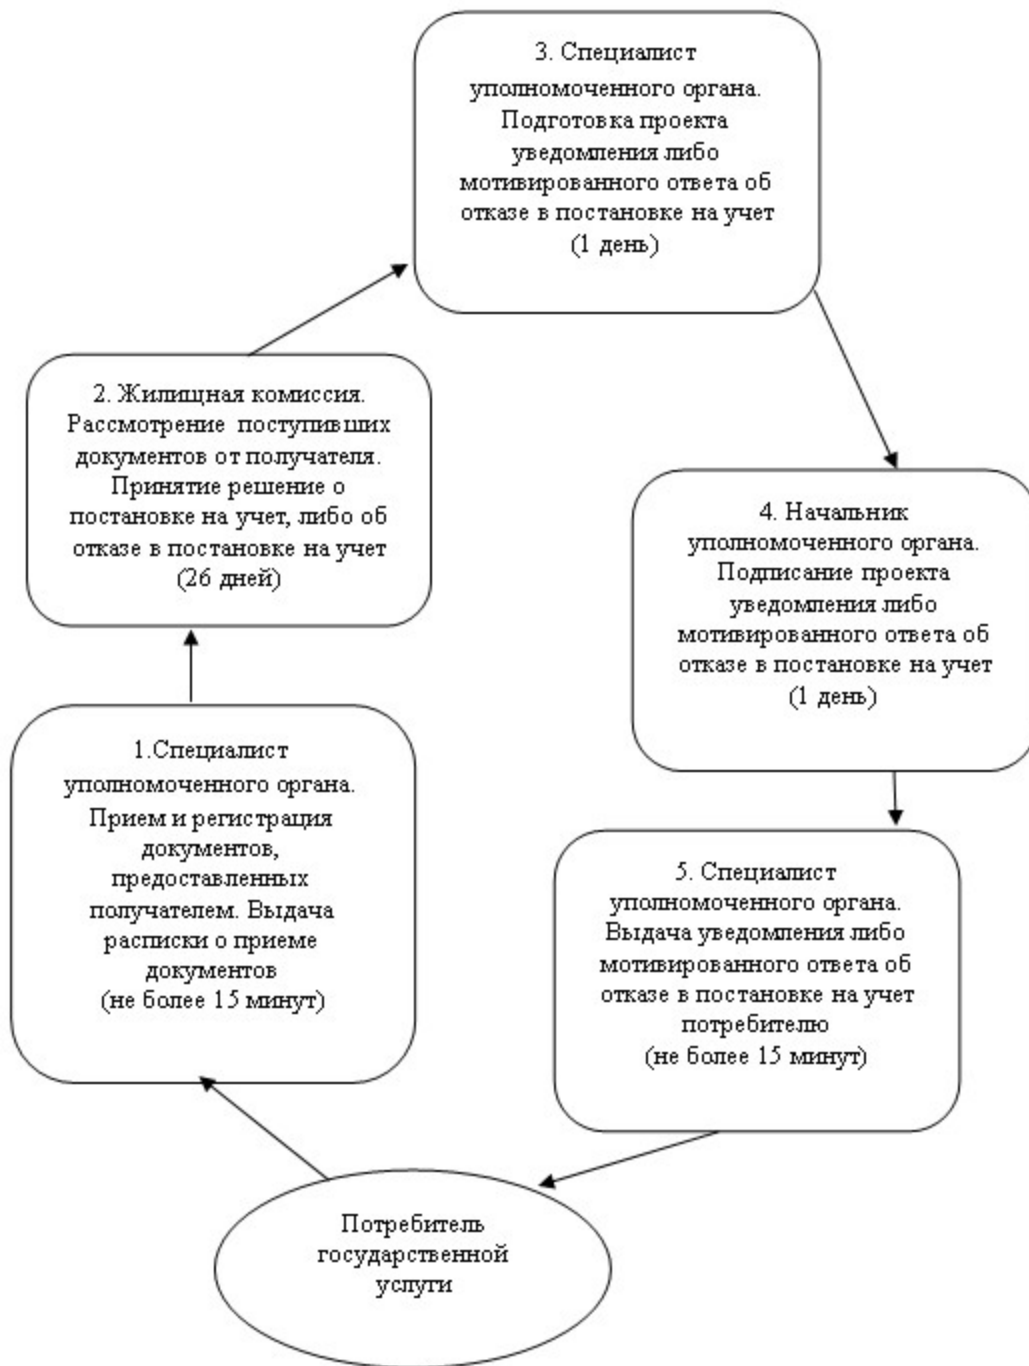 3. Специалист
уполномоченного органа.
Подготовка проекта
уведомления либо
мотивированного ответа об
отказе в постановке на учет
(1 день)
2. Жилищная комиссия.
Рассмотрение поступивших
документов от получателя.
Принятие решение о
постановке на учет, либо об
отказе в постановке на учет
(26 дней)
4. Начальник
уполномоченного органа.
Подписание проекта
уведомления либо
мотивированного ответа об
отказе в постановке на учет
(1 день)
1.Специалист
уполномоченного органа.
Прием и регистрация
документов,
предоставленных
получателем. Выдача
расписки о приеме
документов
(не более 15 минут)
5. Специалист
уполномоченного органа.
Выдача уведомления либо
мотивированного ответа об
отказе в постановке на учет
потребителю
(не более 15 минут)
Потребитель
государственной
услуги